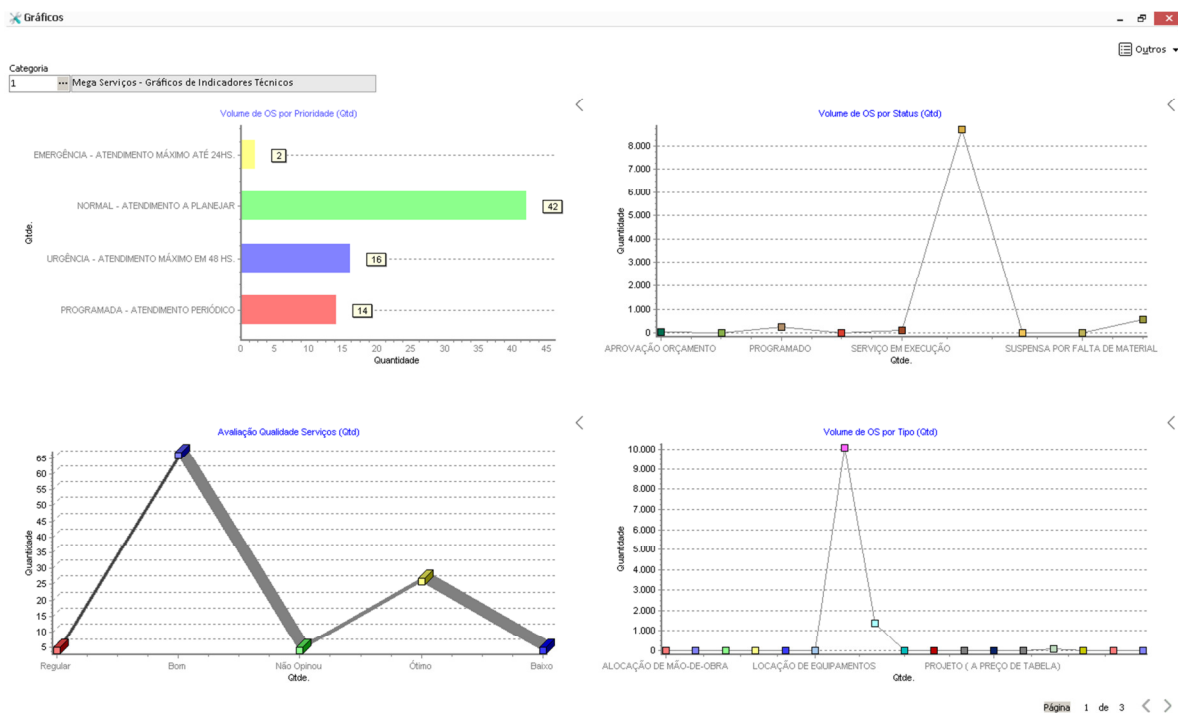 Gráficos
Outros
Categoria
1 ... Mega Serviços - Gráficos de Indicadores Técnicos
Volume de OS por Prioridade (Qtd)
EMERGÊNCIA - ATENDIMENTO MÁXIMO ATÉ 24HS.
2
NORMAL - ATENDIMENTO A PLANEJAR
42
URGÊNCIA - ATENDIMENTO MÁXIMO EM 48 HS.
16
PROGRAMADA - ATENDIMENTO PERIÓDICO
14
Qtde.
0 5 10 15 20 25 30 35 40 45
Quantidade
Volume de OS por Status (Qtd)
8.000
7.000
6.000
5.000
4.000
3.000
2.000
1.000
0
Quantidade
APROVAÇÃO ORÇAMENTO PROGRAMADO SERVIÇO EM EXECUÇÃO SUSPENSA POR FALTA DE MATERIAL
Qtde.
Avaliação Qualidade Serviços (Qtd)
65
60
55
50
45
40
35
30
25
20
15
10
5
Quantidade
Regular Bom Não Opinou Ótimo Baixo
Qtde.
Volume de OS por Tipo (Qtd)
10.000
9.000
8.000
7.000
6.000
5.000
4.000
3.000
2.000
1.000
0
Quantidade
ALOCAÇÃO DE MÃO-DE-OBRA LOCAÇÃO DE EQUIPAMENTOS PROJETO ( A PREÇO DE TABELA)
Qtde.
Página 1 de 3